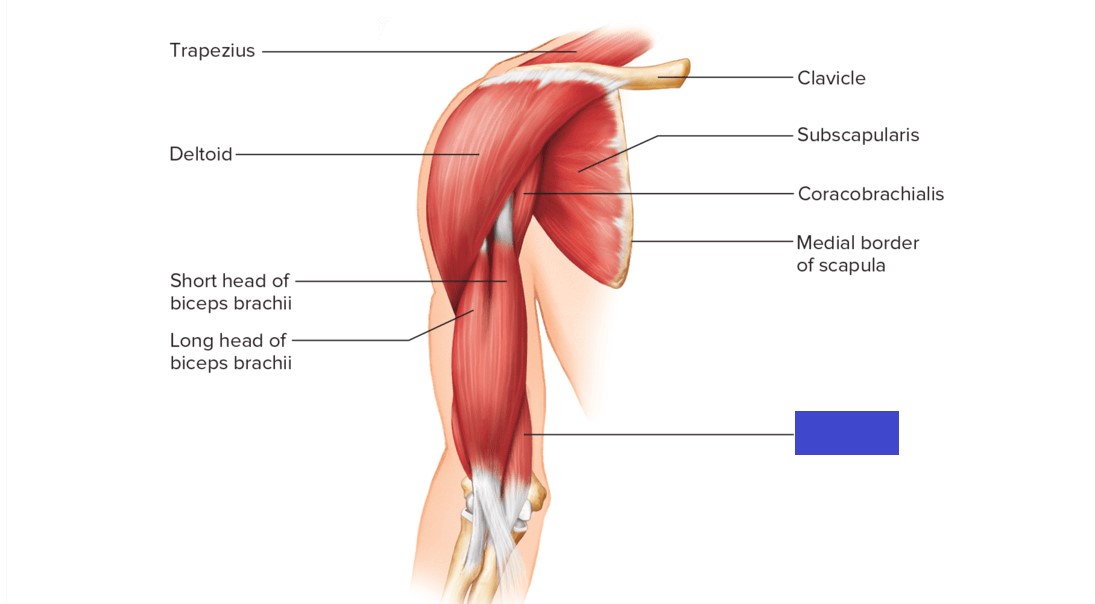 Trapezius
Clavicle
Subscapularis
Deltoid
Coracobrachialis
Medial border
of scapula
Short head of
biceps brachii
Long head of
biceps brachii